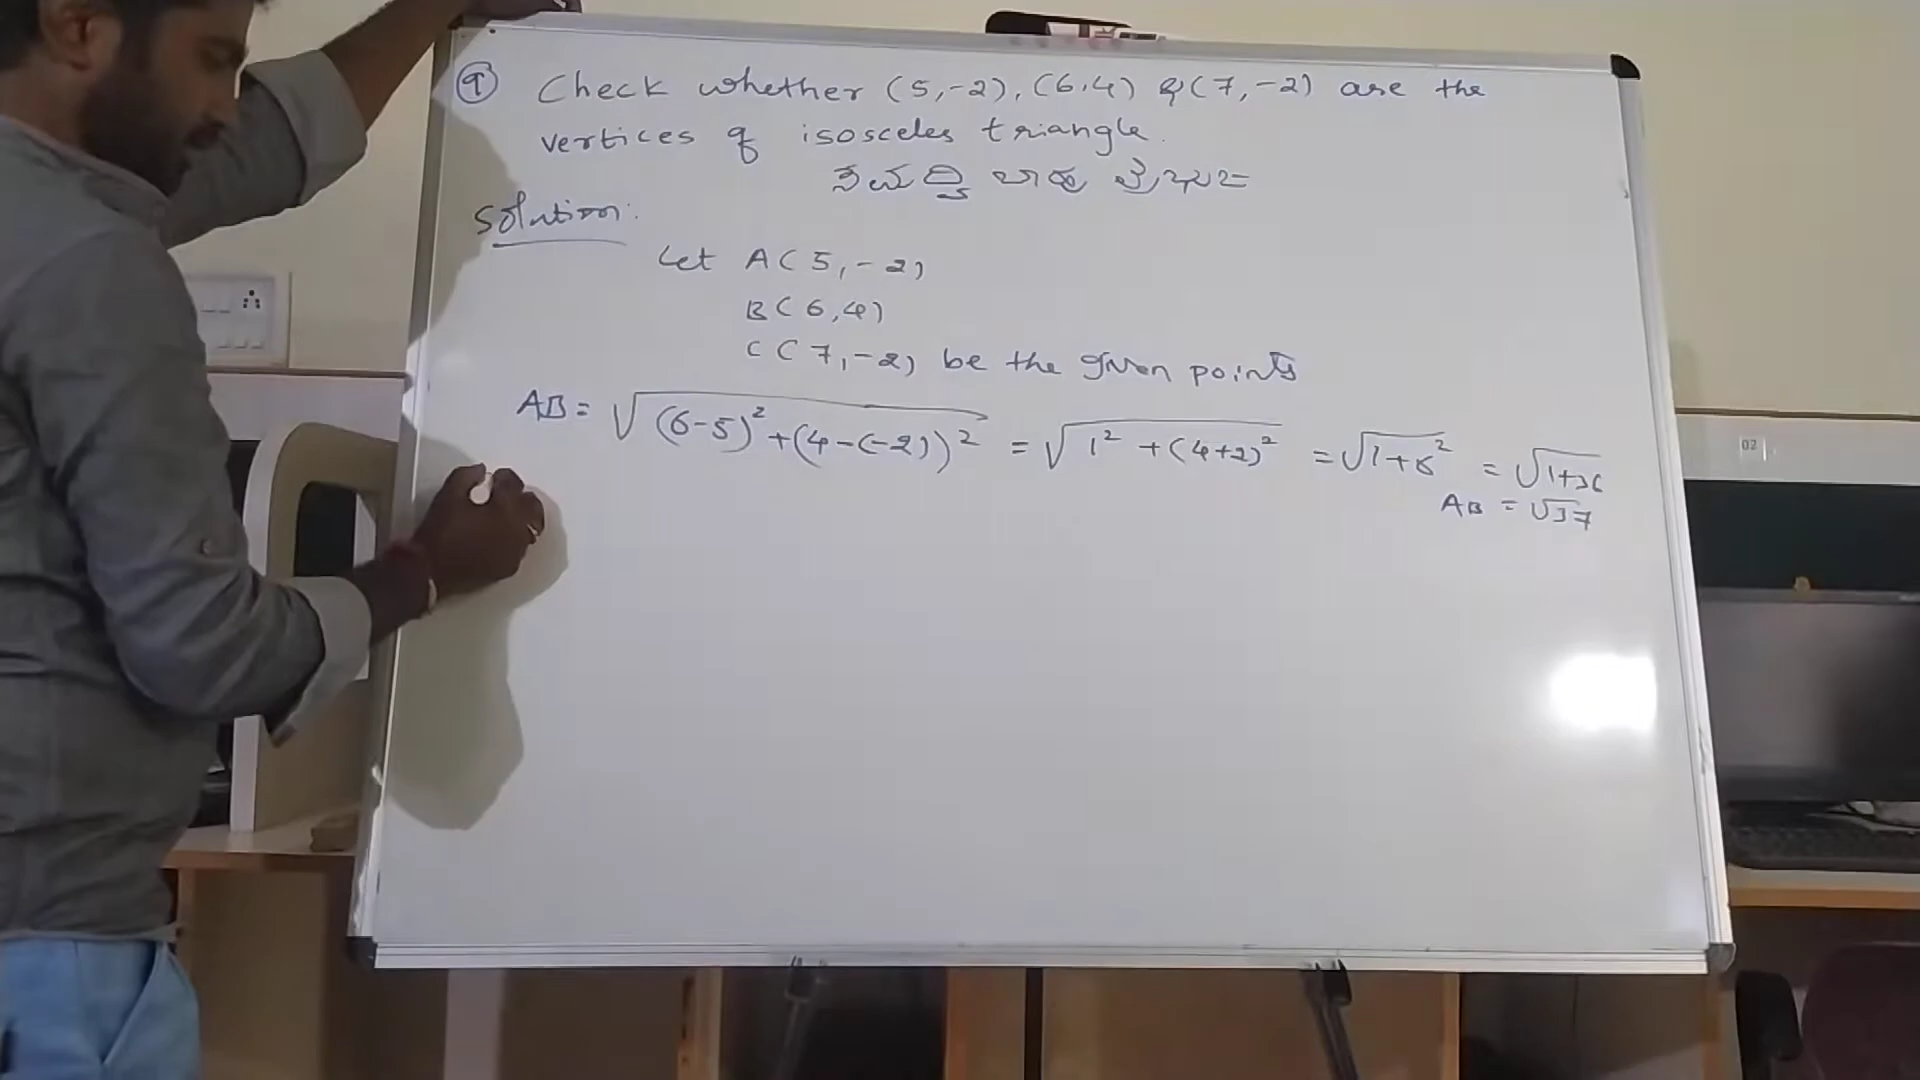 9 Check whether (5,-2), (6,4) & (7,-2) are the
vertices of isosceles triangle.
ಸಮದ್ವಿ ಬಾಹು ತ್ರಿಭುಜ
Solution:
Let A(5,-2)
B(6,4)
C(7,-2) be the given points
AB = √(6-5)² + (4-(-2))² = √1² + (4+2)² = √1+6² = √1+36
AB = √37
02